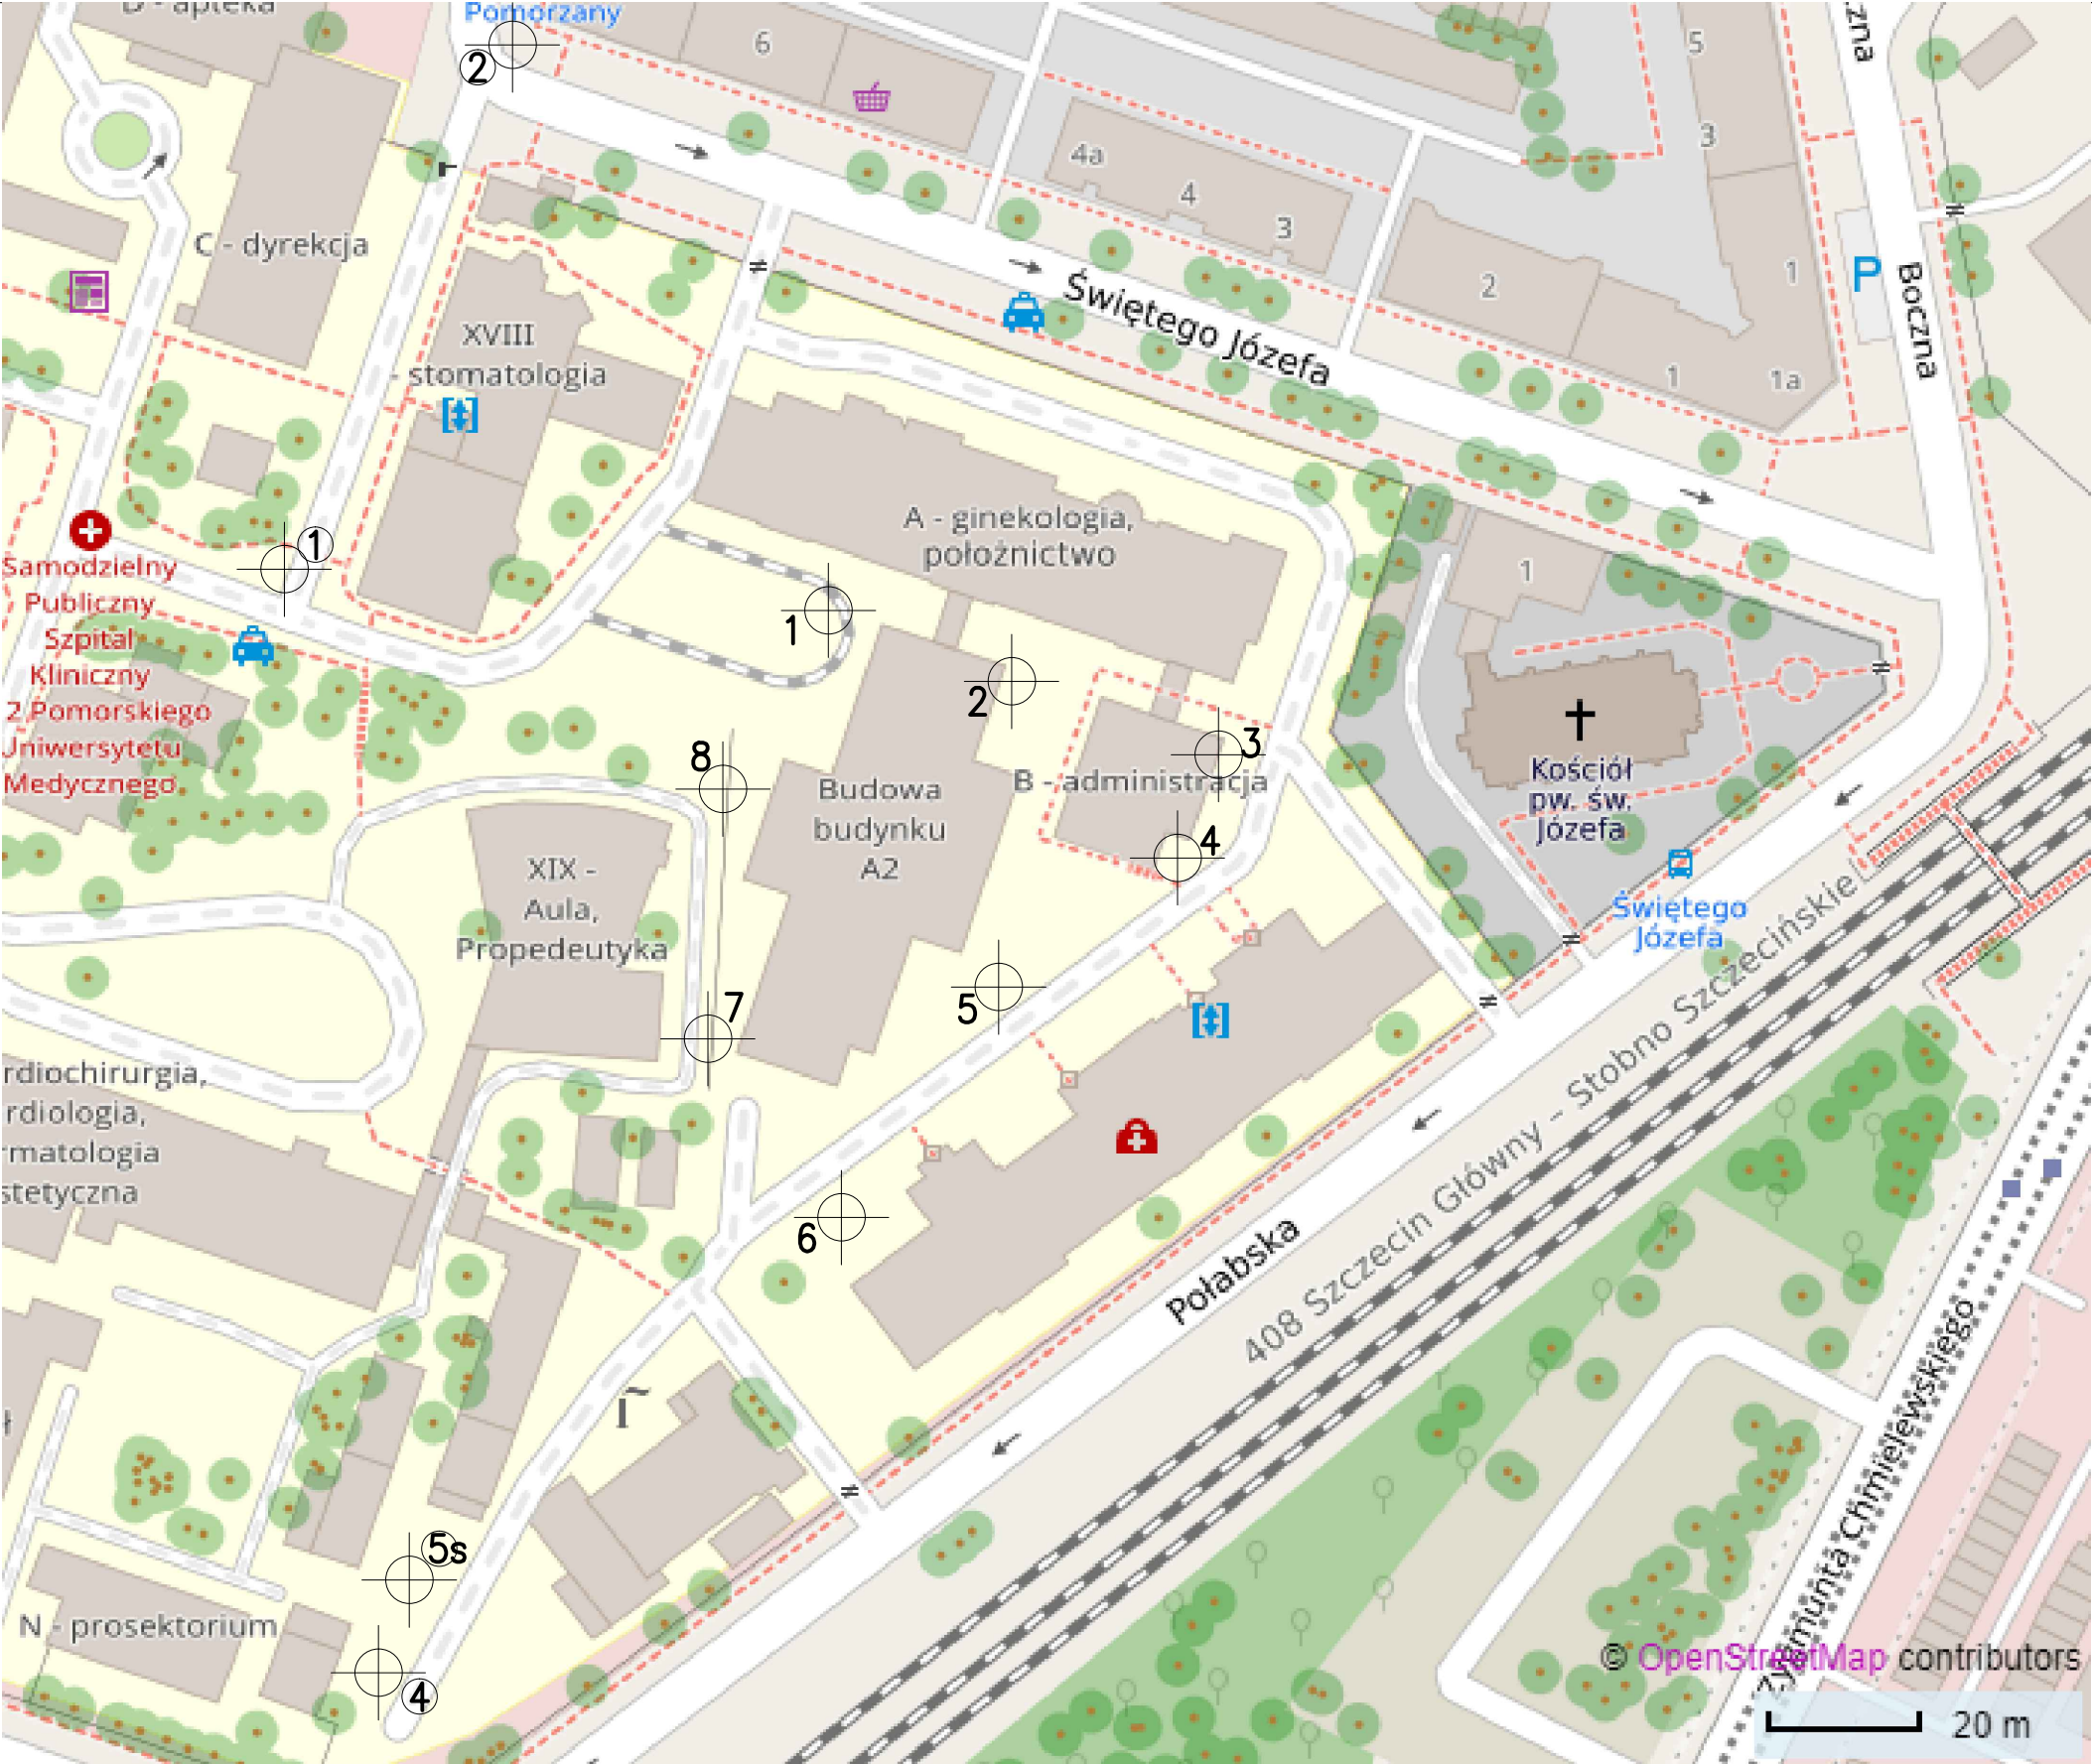 D - apteka
Pomorzany
2
6
4a
4
3
5
3
1
2
1
1a
P
Boczna
C - dyrekcja
Świętego Józefa
XVIII
- stomatologia
A - ginekologia,
położnictwo
1
1
Samodzielny
Publiczny
Szpital
Kliniczny
2 Pomorskiego
Uniwersytetu
Medycznego
1
2
3
8
Budowa
budynku
A2
B - administracja
4
Kościół
pw. św.
Józefa
XIX -
Aula,
Propedeutyka
Świętego
Józefa
5
7
6
rdiochirurgia,
rdiologia,
rmatologia
stetyczna
Połabska
408 Szczecin Główny – Stobno Szczecińskie
Zygmunta Chmielewskiego
5s
N - prosektorium
4
© OpenStreetMap contributors
20 m